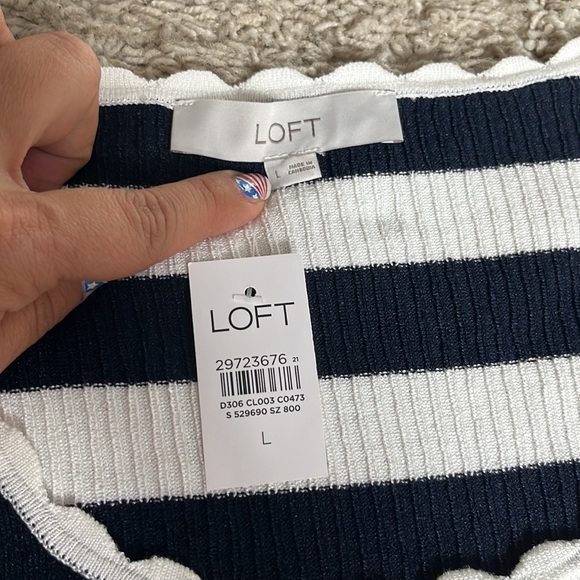 LOFT
L
MADE IN
CAMBODIA
LOFT
29723676 21
D306 CL003 C0473
S 529690 SZ 800
L